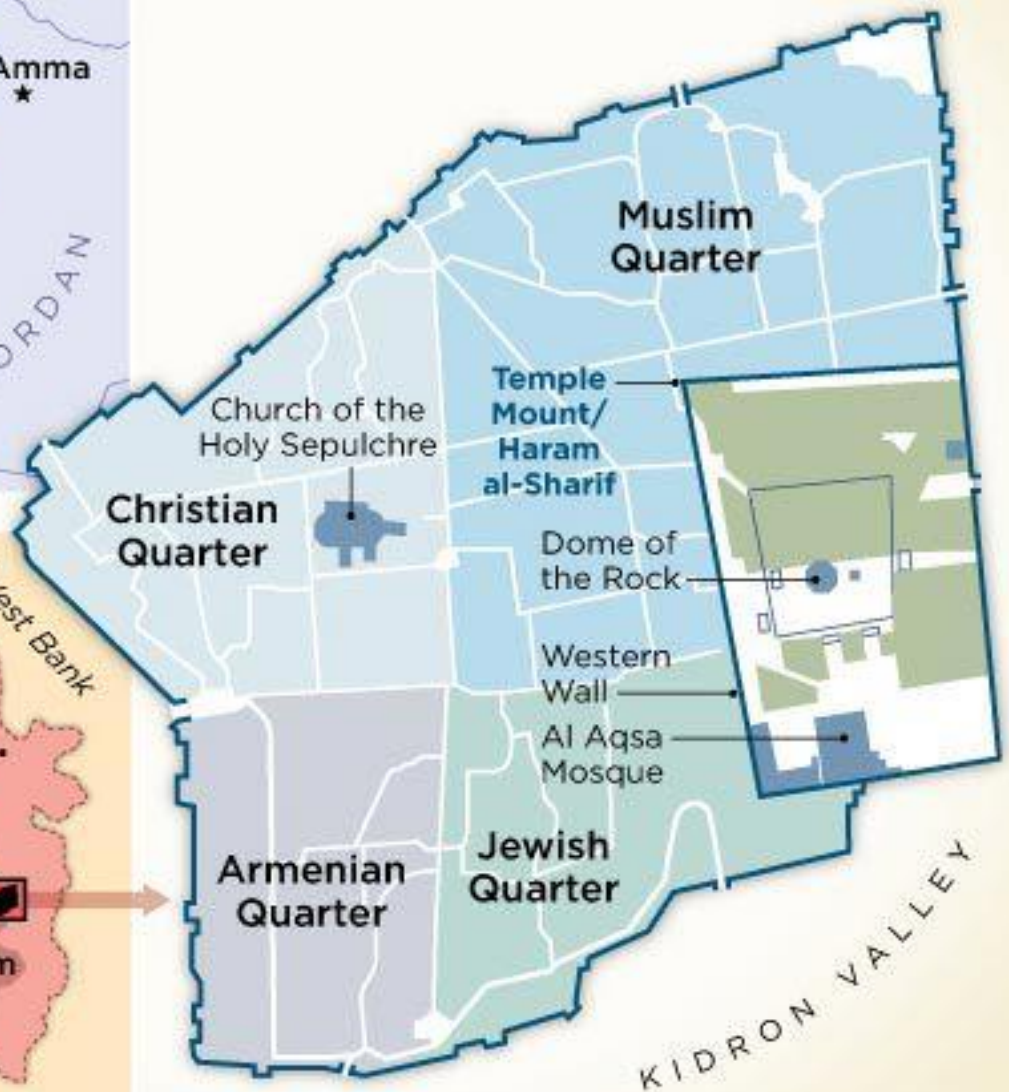 Amma
ORDAN
West Bank
Muslim
Quarter
Temple
Mount/
Haram
al-Sharif
Church of the
Holy Sepulchre
Christian
Quarter
Dome of
the Rock
Western
Wall
Al Aqsa
Mosque
Armenian
Quarter
Jewish
Quarter
KIDRON VALLEY
m